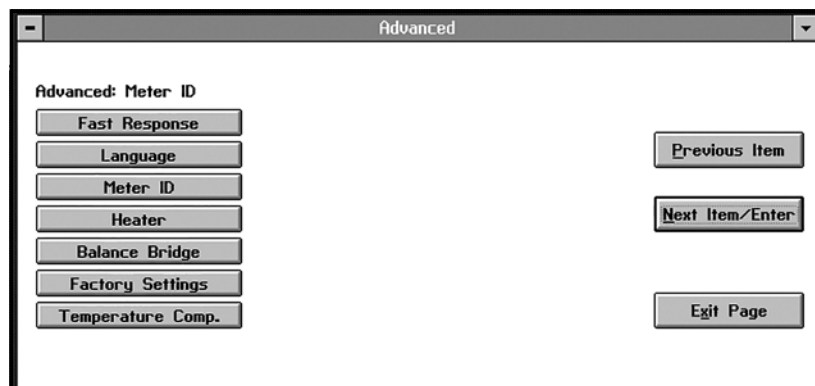 Advanced
Advanced: Meter ID
Fast Response
Language
Meter ID
Heater
Balance Bridge
Factory Settings
Temperature Comp.
Previous Item
Next Item/Enter
Exit Page